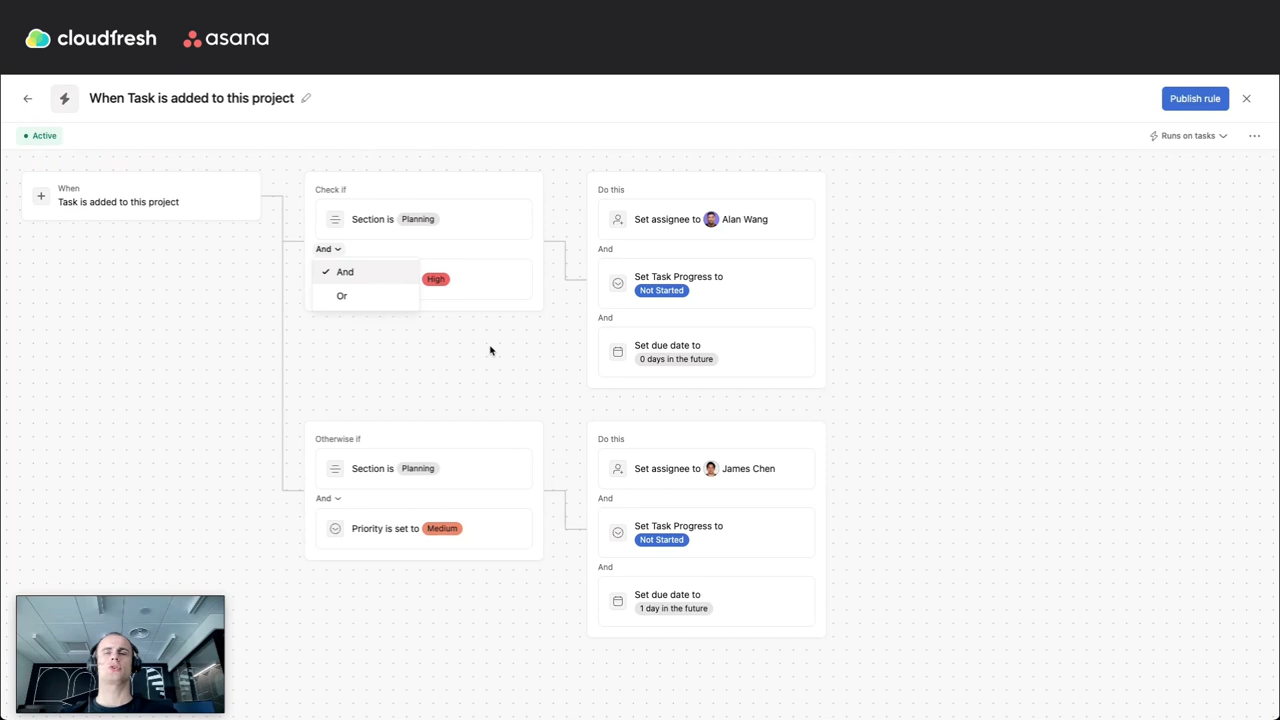 cloudfresh asana
When Task is added to this project
Publish rule
Active
Runs on tasks
When
Task is added to this project
Check if
Section is Planning
And
And
Or
High
Do this
Set assignee to Alan Wang
And
Set Task Progress to
Not Started
And
Set due date to
0 days in the future
Otherwise if
Section is Planning
And
Priority is set to Medium
Do this
Set assignee to James Chen
And
Set Task Progress to
Not Started
And
Set due date to
1 day in the future